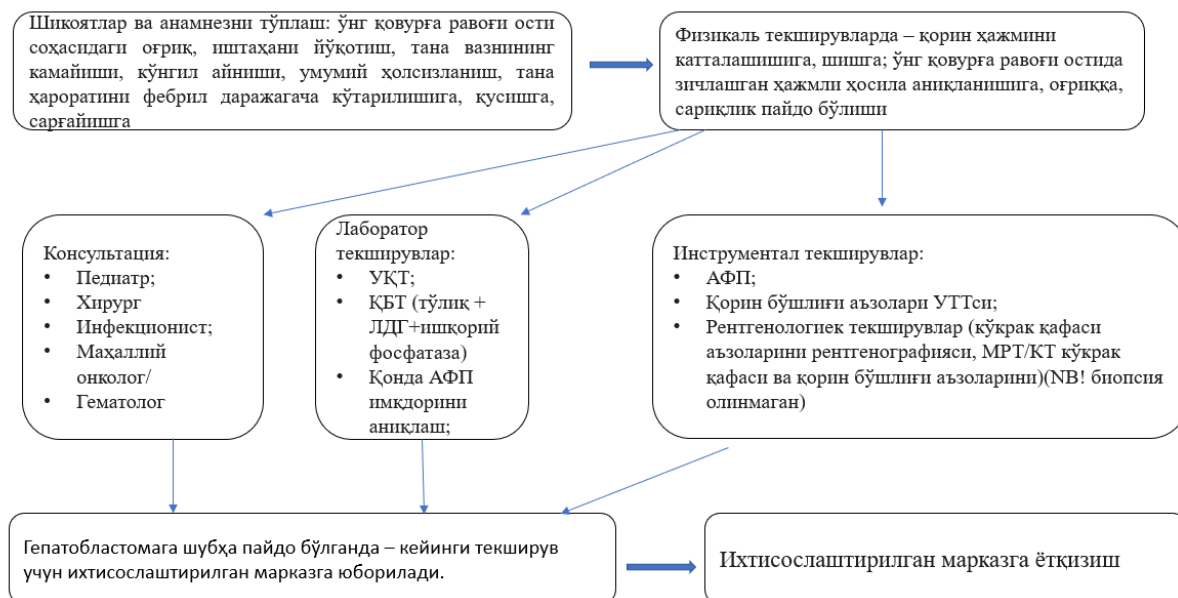 Шикоятлар ва анамнезни тўплаш: ўнг қовурға равоғи ости
соҳасидаги оғриқ, иштаҳани йўқотиш, тана вазнининг
камайиши, кўнгил айниши, умумий ҳолсизланиш, тана
ҳароратини фебрил даражагача кўтарилишига, қусишга,
сарғайишга
Физикаль текширувларда – қорин ҳажмини
катталашишига, шишга; ўнг қовурға равоғи остида
зичлашган ҳажмли ҳосила аниқланишига, оғриққа,
сариқлик пайдо бўлиши
Консультация:
• Педиатр;
• Хирург
• Инфекционист;
• Маҳаллий
онколог/
• Гематолог
Лаборатор
текширувлар:
• УҚТ;
• ҚБТ (тўлиқ +
ЛДГ+ишқорий
фосфатаза)
• Қонда АФП
имқдорини
аниқлаш;
Инструментал текширувлар:
• АФП;
• Қорин бўшлиғи аъзолари УТТси;
• Рентгенологиек текширувлар (кўкрак қафаси
аъзоларини рентгенографияси, МРТ/КТ кўкрак
қафаси ва қорин бўшлиғи аъзоларини)(NB! биопсия
олинмаган)
Гепатобластомага шубҳа пайдо бўлганда – кейинги текширув
учун ихтисослаштирилган марказга юборилади.
Ихтисослаштирилган марказга ётқизиш